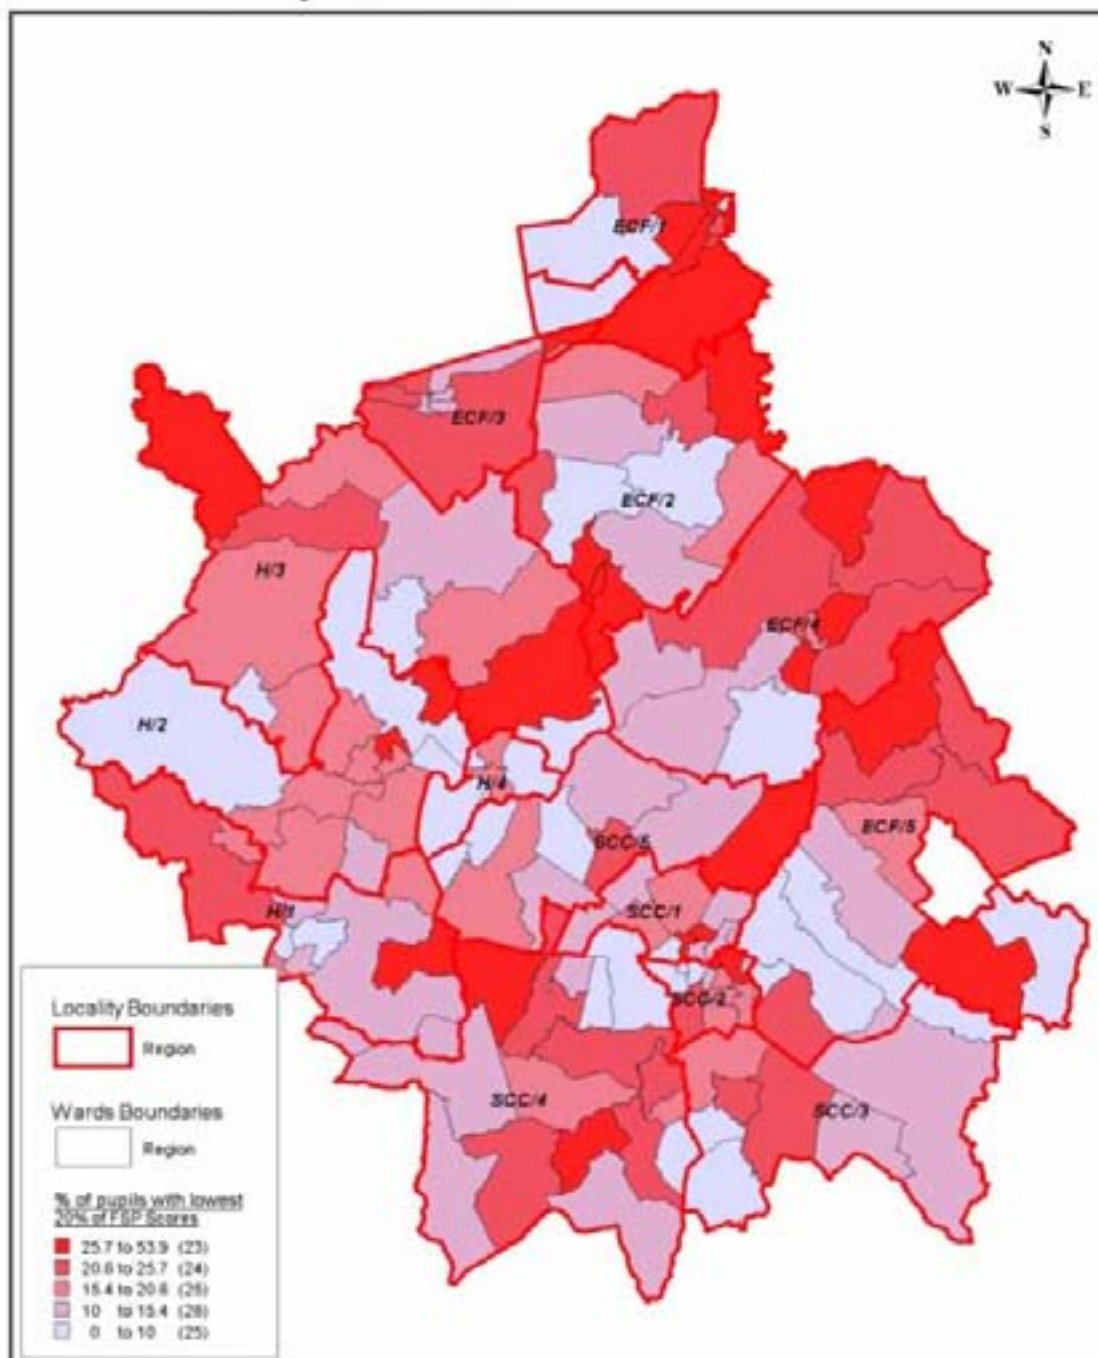 N
W E
S
ECF/1
ECF/3
ECF/2
H/3
ECF/4
H/2
H/4
ECF/5
SCC/5
H/1
SCC/1
SCC/2
SCC/4
SCC/3
Locality Boundaries
Region
Wards Boundaries
Region
% of pupils with lowest
20% of FSP Scores
25.7 to 53.9 (23)
20.6 to 25.7 (24)
15.4 to 20.6 (25)
10 to 15.4 (28)
0 to 10 (25)